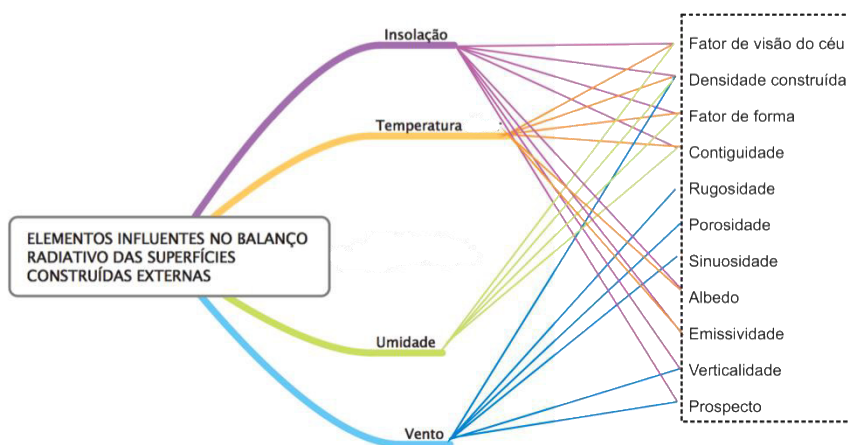 Insolação
Temperatura
ELEMENTOS INFLUENTES NO BALANÇO
RADIATIVO DAS SUPERFÍCIES
CONSTRUÍDAS EXTERNAS
Umidade
Vento
Fator de visão do céu
Densidade construída
Fator de forma
Contiguidade
Rugosidade
Porosidade
Sinuosidade
Albedo
Emissividade
Verticalidade
Prospecto